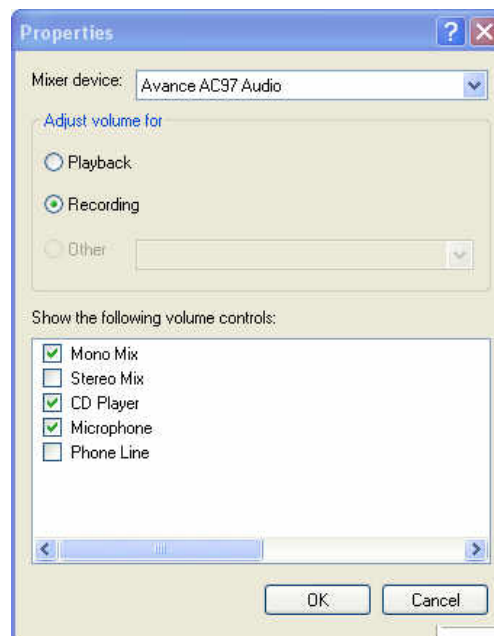 Properties
Mixer device: Avance AC97 Audio
Adjust volume for
Playback
Recording
Other
Show the following volume controls:
Mono Mix
Stereo Mix
CD Player
Microphone
Phone Line
OK Cancel